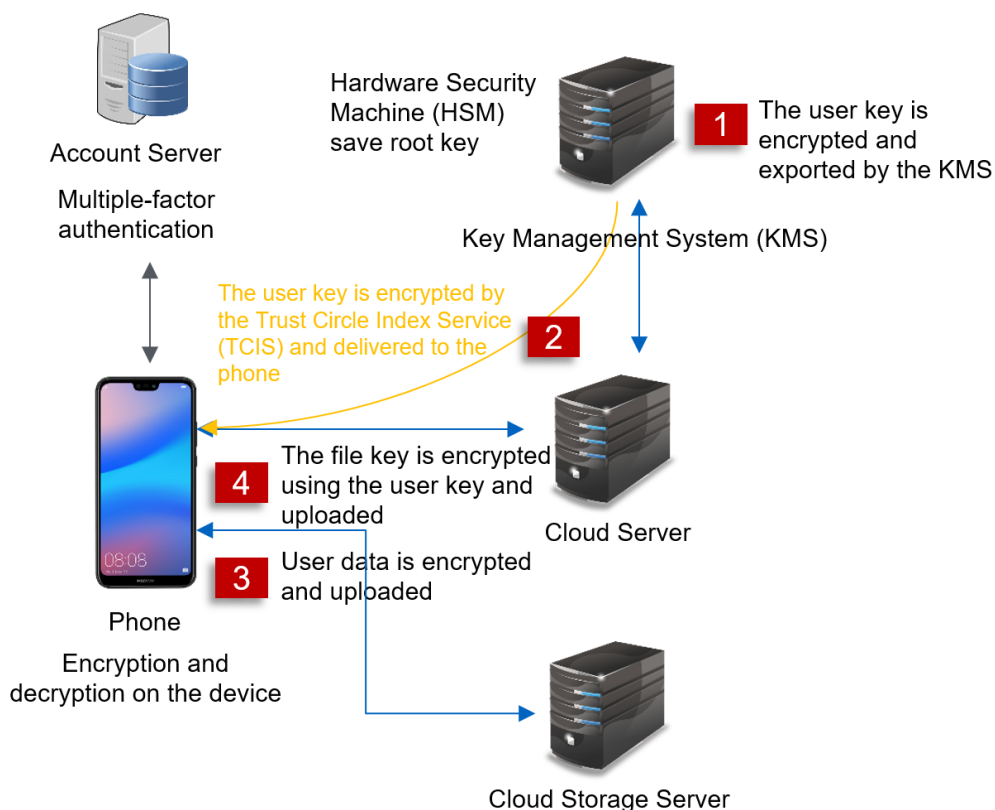 Hardware Security
Machine (HSM)
save root key
1
The user key is
encrypted and
exported by the KMS
Account Server
Multiple-factor
authentication
Key Management System (KMS)
The user key is encrypted by
the Trust Circle Index Service
(TCIS) and delivered to the
phone
2
4
The file key is encrypted
using the user key and
uploaded
Cloud Server
08:08
3
User data is encrypted
and uploaded
Phone
Encryption and
decryption on the device
Cloud Storage Server